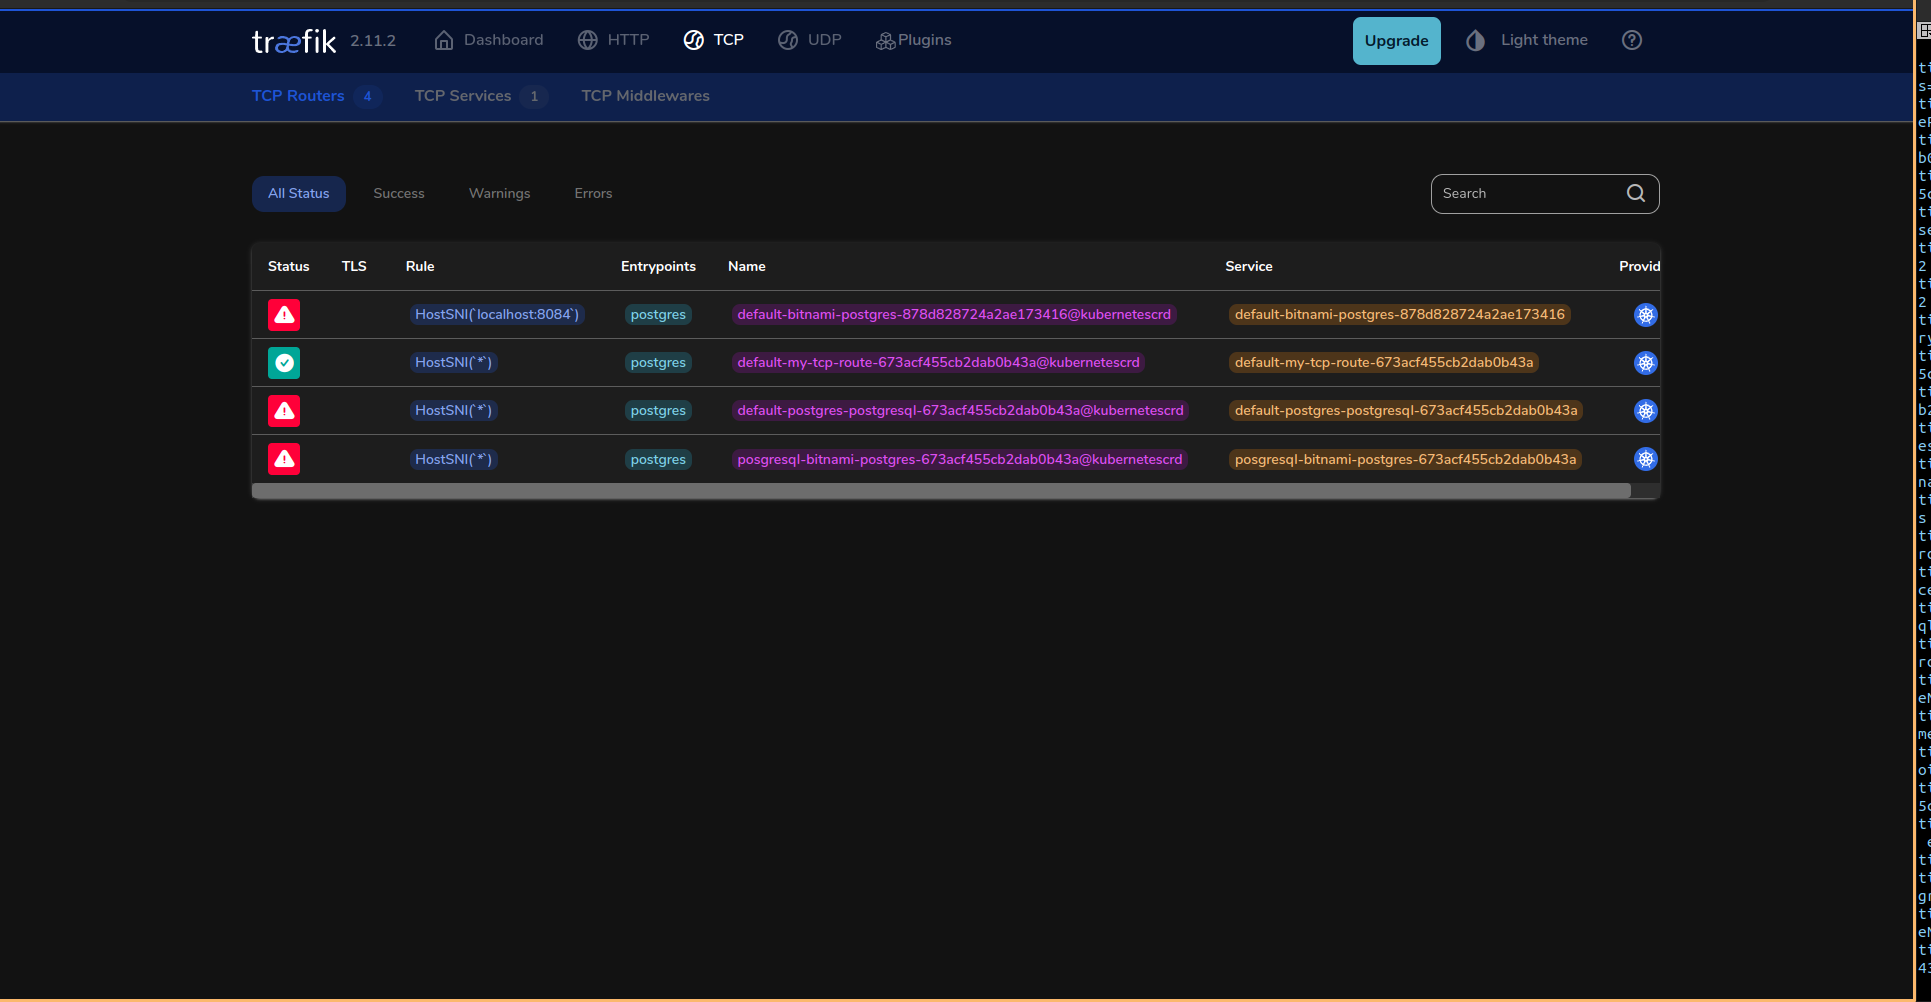 træfik 2.11.2 Dashboard HTTP TCP UDP Plugins Upgrade Light theme
TCP Routers 4 TCP Services 1 TCP Middlewares
All Status Success Warnings Errors Search
Status TLS Rule Entrypoints Name Service Provid
HostSNI(`localhost:8084`) postgres default-bitnami-postgres-878d828724a2ae173416@kubernetescrd default-bitnami-postgres-878d828724a2ae173416
HostSNI(`*`) postgres default-my-tcp-route-673acf455cb2dab0b43a@kubernetescrd default-my-tcp-route-673acf455cb2dab0b43a
HostSNI(`*`) postgres default-postgres-postgresql-673acf455cb2dab0b43a@kubernetescrd default-postgres-postgresql-673acf455cb2dab0b43a
HostSNI(`*`) postgres posgresql-bitnami-postgres-673acf455cb2dab0b43a@kubernetescrd posgresql-bitnami-postgres-673acf455cb2dab0b43a